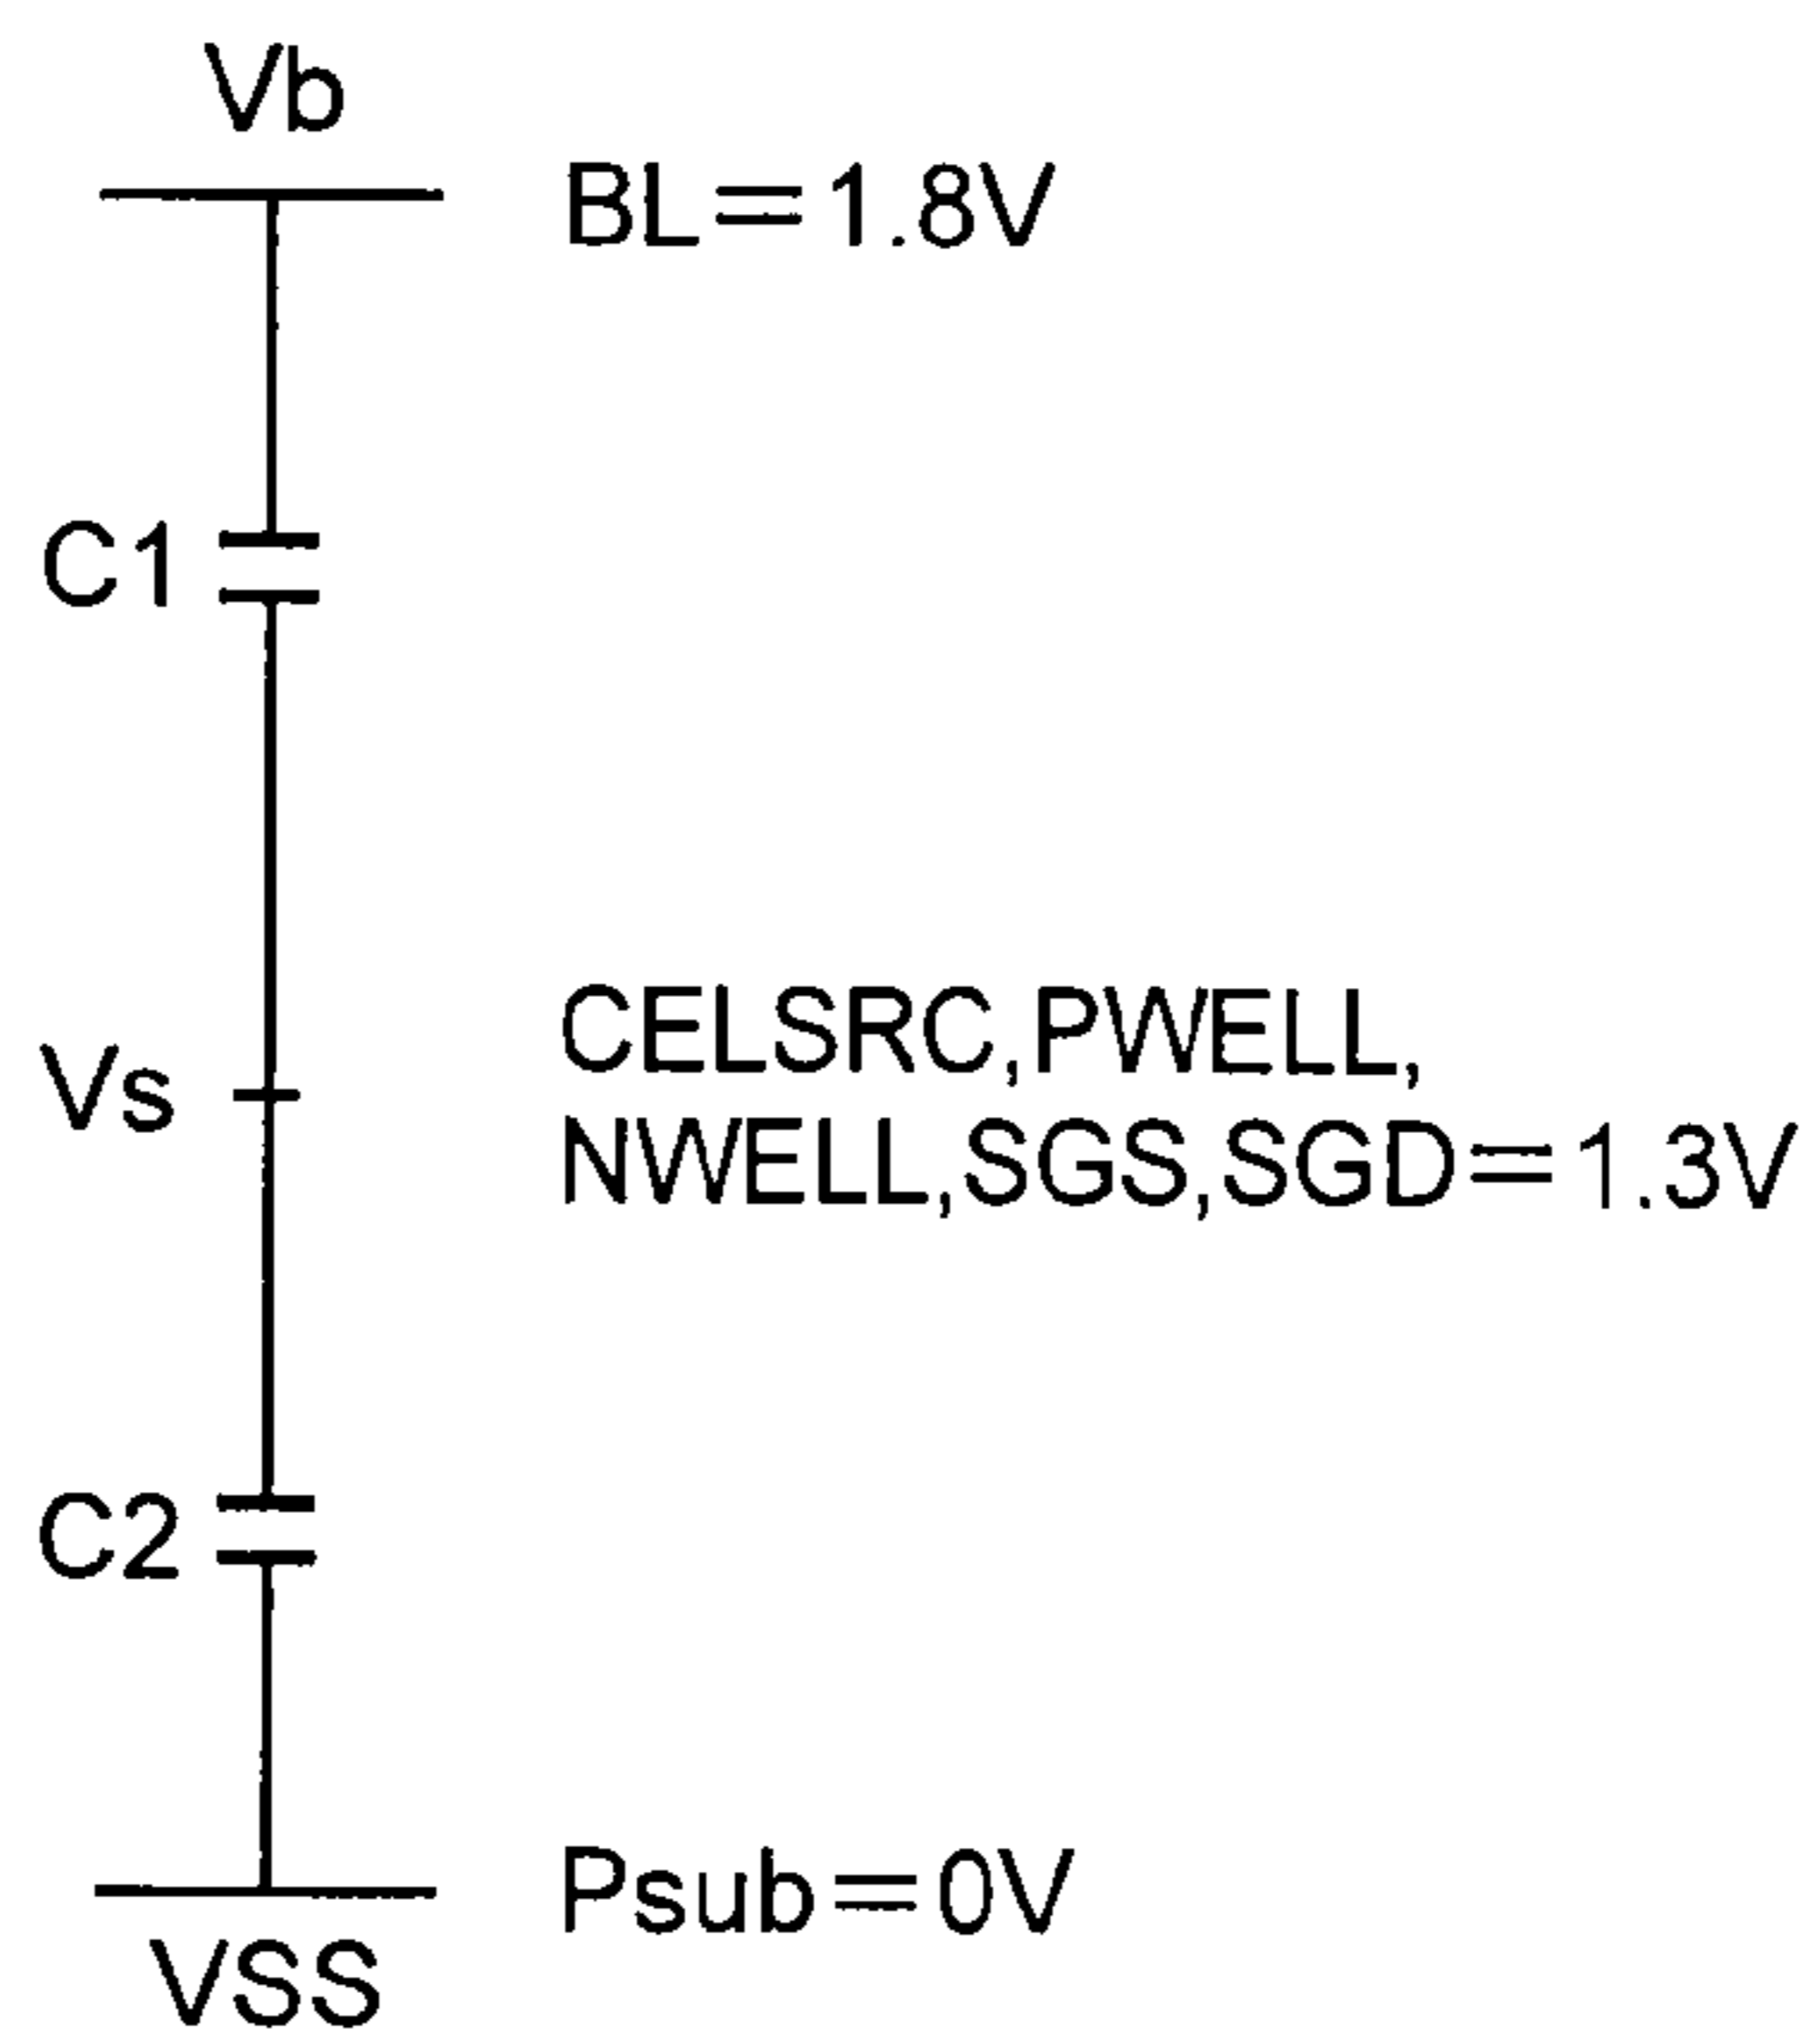 Vb
BL=1.8V
C1
CELSRC,PWELL,
Vs
NWELL,SGS,SGD=1.3V
C2
Psub=0V
VSS